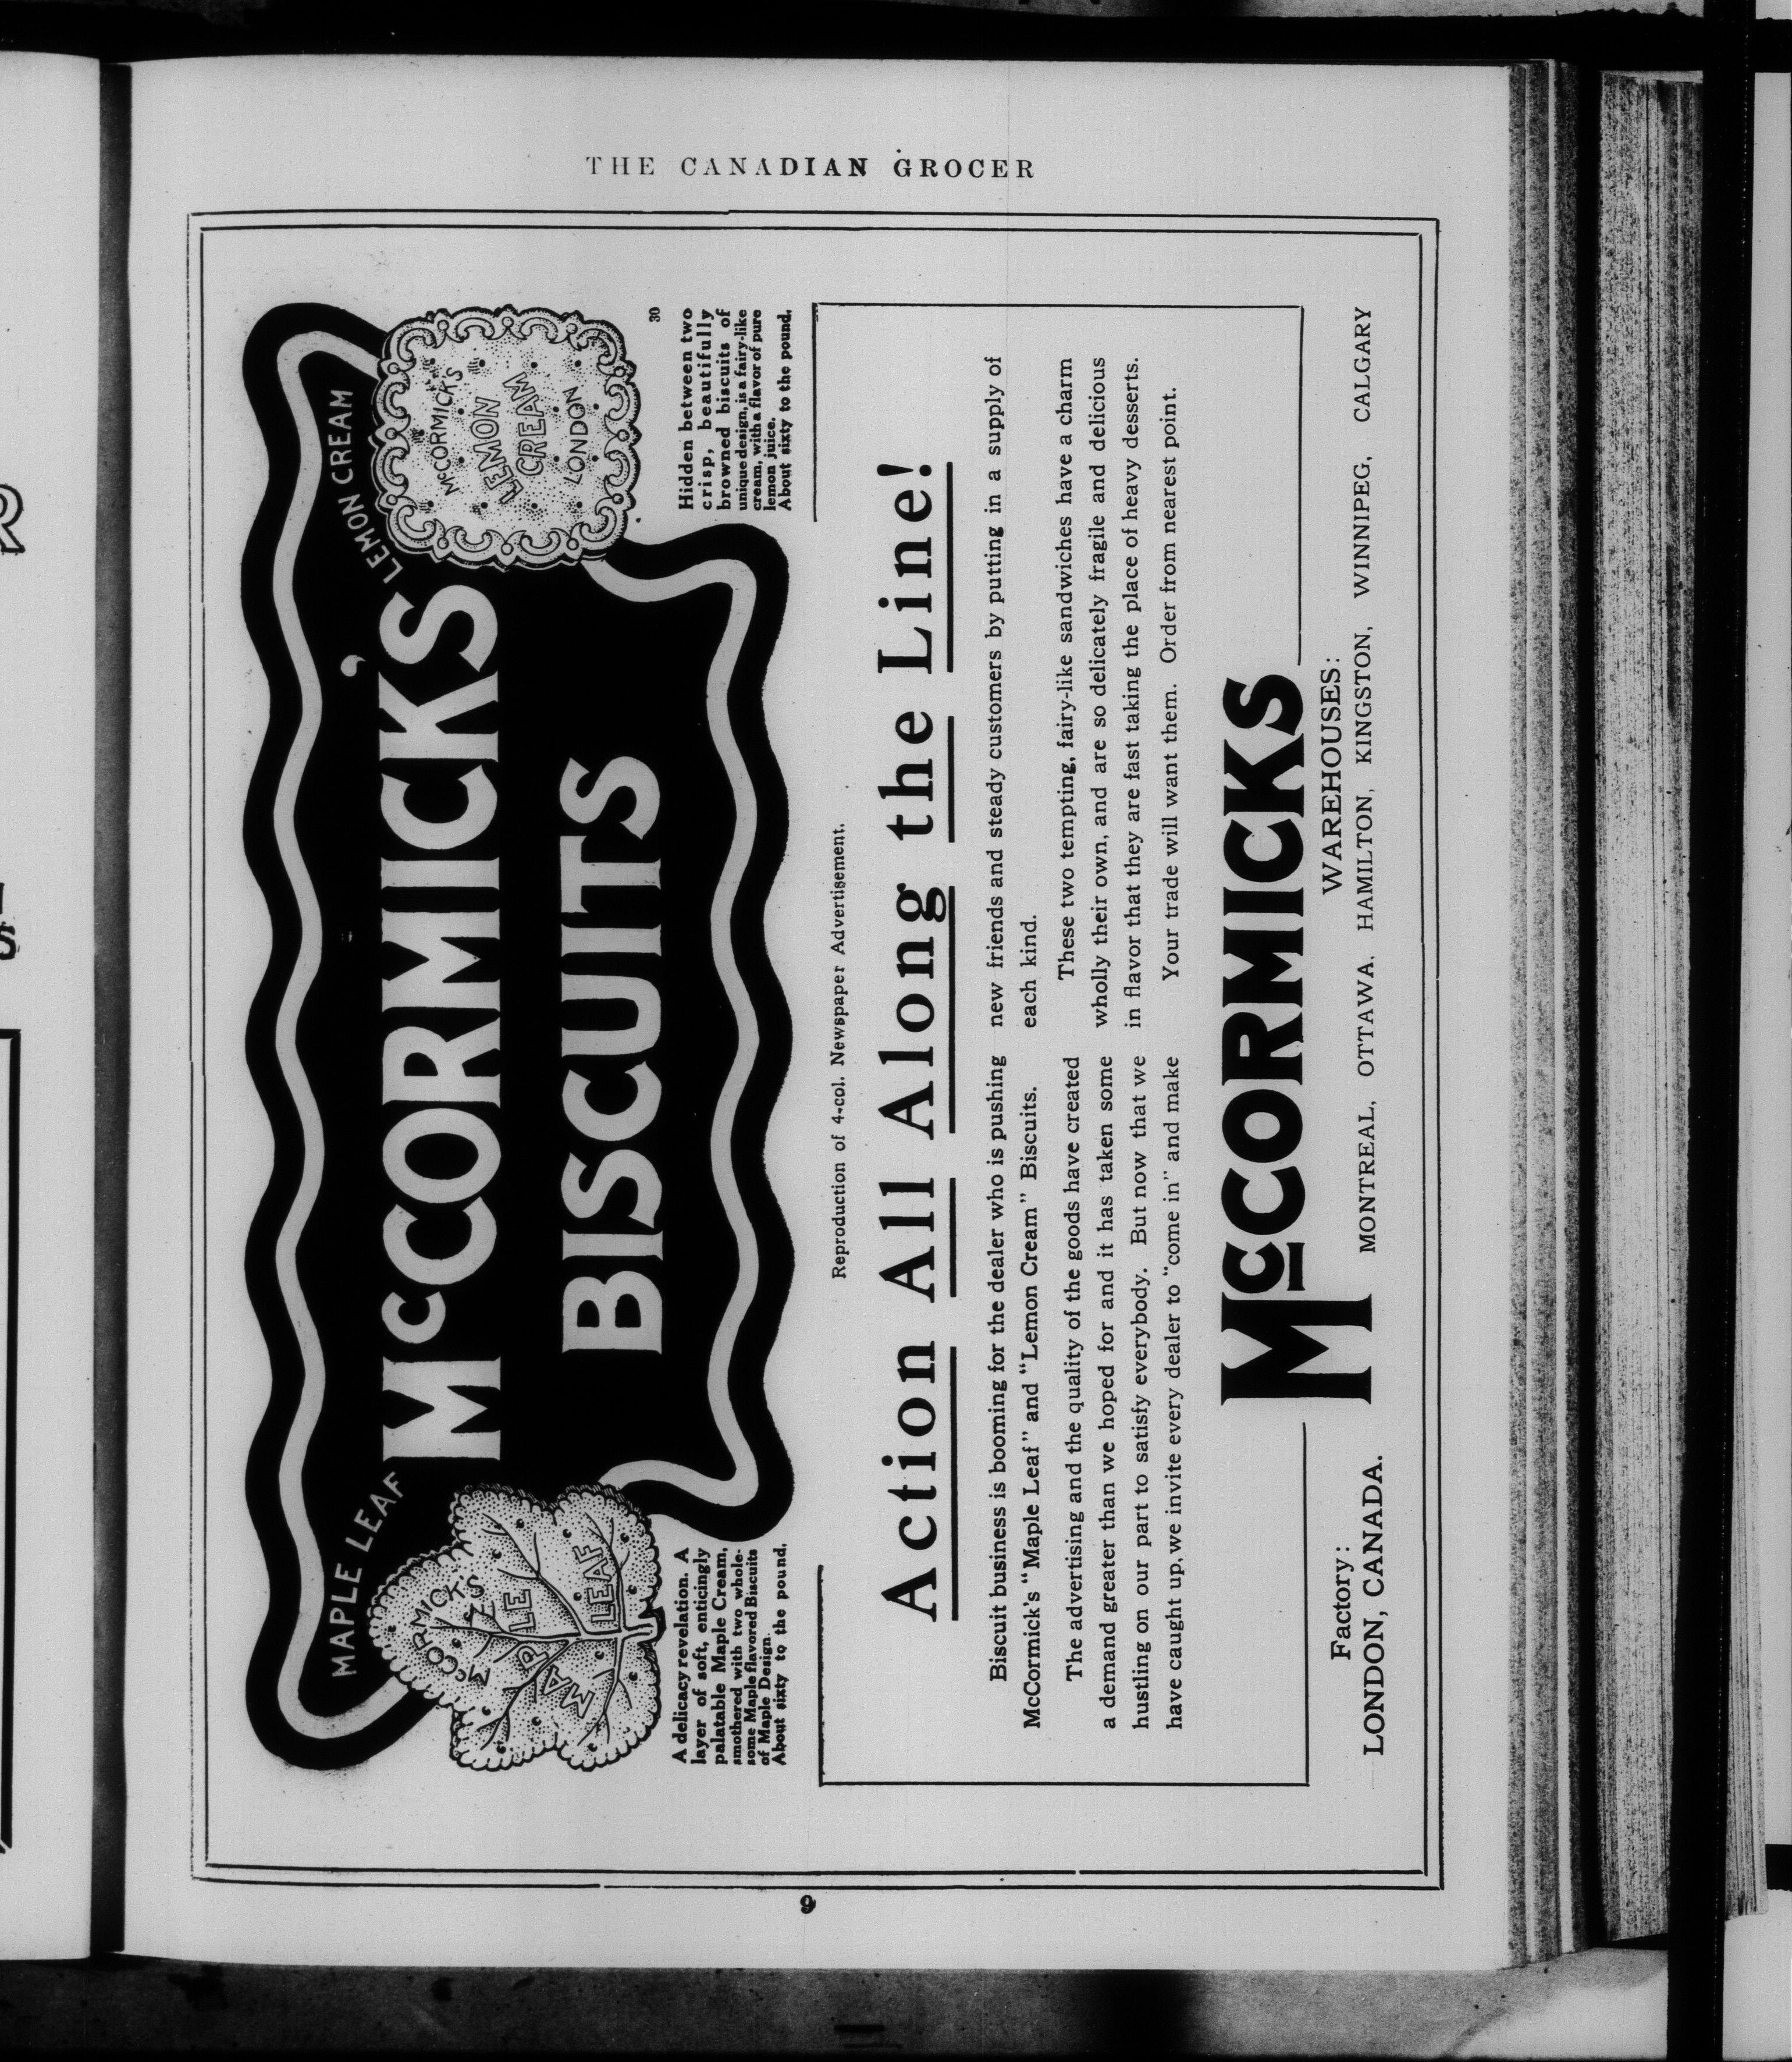 THE CANADIAN GROCER
MAPLE LEAF
LEMON CREAM
McCORMICK'S
BISCUITS
McCORMICK'S
MAPLE
LEAF
McCORMICK'S
LEMON
CREAM
LONDON
A delicacy revelation. A
layer of soft, enticingly
palatable Maple Cream,
smothered with two whole-
some Maple flavored Biscuits
of Maple Design.
About sixty to the pound.
30
Hidden between two
crisp, beautifully
browned biscuits of
unique design, is a fairy-like
cream, with a flavor of pure
lemon juice.
About sixty to the pound.
Reproduction of 4-col. Newspaper Advertisement.
Action All Along the Line!
Biscuit business is booming for the dealer who is pushing
McCormick's "Maple Leaf" and "Lemon Cream" Biscuits.
The advertising and the quality of the goods have created
a demand greater than we hoped for and it has taken some
hustling on our part to satisfy everybody. But now that we
have caught up, we invite every dealer to "come in" and make
new friends and steady customers by putting in a supply of
each kind.
These two tempting, fairy-like sandwiches have a charm
wholly their own, and are so delicately fragile and delicious
in flavor that they are fast taking the place of heavy desserts.
Your trade will want them. Order from nearest point.
McCORMICKS
Factory:
LONDON, CANADA.
WAREHOUSES:
MONTREAL, OTTAWA, HAMILTON, KINGSTON, WINNIPEG, CALGARY
9